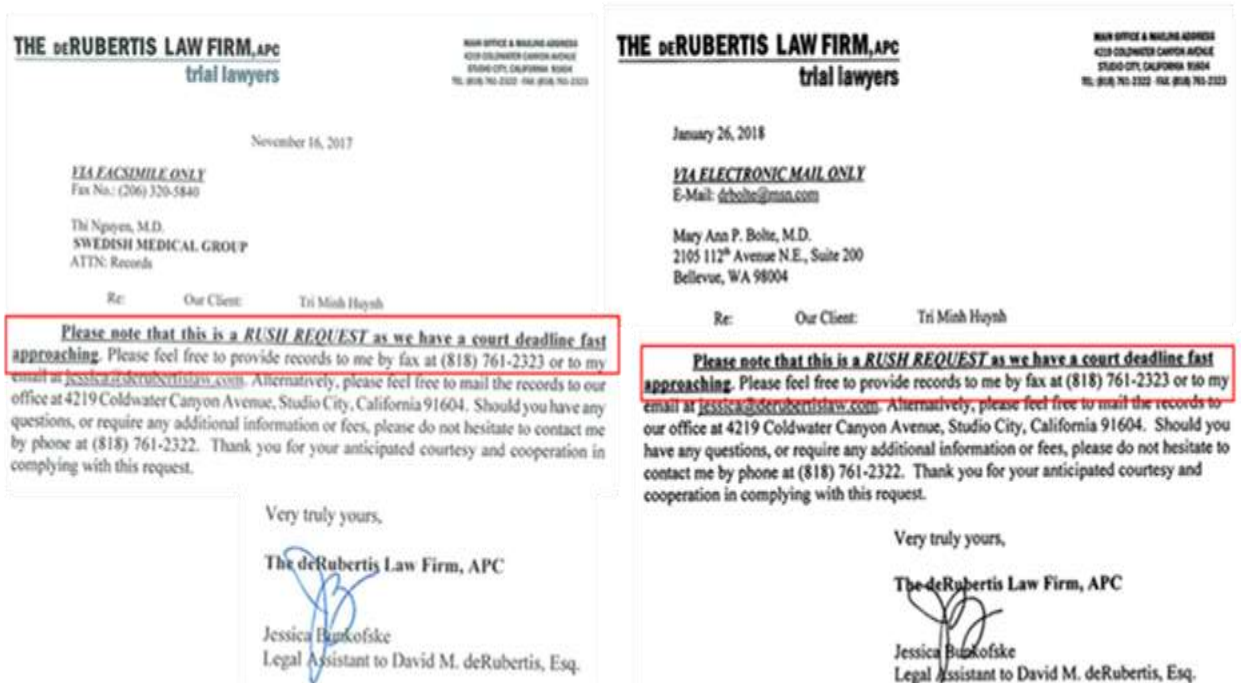 THE DERUBERTIS LAW FIRM, APC
trial lawyers
MAIN OFFICE & MAILING ADDRESS
4219 COLDWATER CANYON AVENUE
STUDIO CITY, CALIFORNIA 91604
TEL: (818) 761-2322 · FAX: (818) 761-2323
November 16, 2017
VIA FACSIMILE ONLY
Fax No.: (206) 320-5840
Thi Nguyen, M.D.
SWEDISH MEDICAL GROUP
ATTN: Records
Re: Our Client: Tri Minh Huynh
Please note that this is a RUSH REQUEST as we have a court deadline fast
approaching. Please feel free to provide records to me by fax at (818) 761-2323 or to my
email at jessica@derubertislaw.com. Alternatively, please feel free to mail the records to our
office at 4219 Coldwater Canyon Avenue, Studio City, California 91604. Should you have any
questions, or require any additional information or fees, please do not hesitate to contact me
by phone at (818) 761-2322. Thank you for your anticipated courtesy and cooperation in
complying with this request.
Very truly yours,
The deRubertis Law Firm, APC
Jessica Bunkofske
Legal Assistant to David M. deRubertis, Esq.
THE DERUBERTIS LAW FIRM, APC
trial lawyers
MAIN OFFICE & MAILING ADDRESS
4219 COLDWATER CANYON AVENUE
STUDIO CITY, CALIFORNIA 91604
TEL: (818) 761-2322 · FAX: (818) 761-2323
January 26, 2018
VIA ELECTRONIC MAIL ONLY
E-Mail: drbolte@msn.com
Mary Ann P. Bolte, M.D.
2105 112th Avenue N.E., Suite 200
Bellevue, WA 98004
Re: Our Client: Tri Minh Huynh
Please note that this is a RUSH REQUEST as we have a court deadline fast
approaching. Please feel free to provide records to me by fax at (818) 761-2323 or to my
email at jessica@derubertislaw.com. Alternatively, please feel free to mail the records to
our office at 4219 Coldwater Canyon Avenue, Studio City, California 91604. Should you
have any questions, or require any additional information or fees, please do not hesitate to
contact me by phone at (818) 761-2322. Thank you for your anticipated courtesy and
cooperation in complying with this request.
Very truly yours,
The deRubertis Law Firm, APC
Jessica Bunkofske
Legal Assistant to David M. deRubertis, Esq.